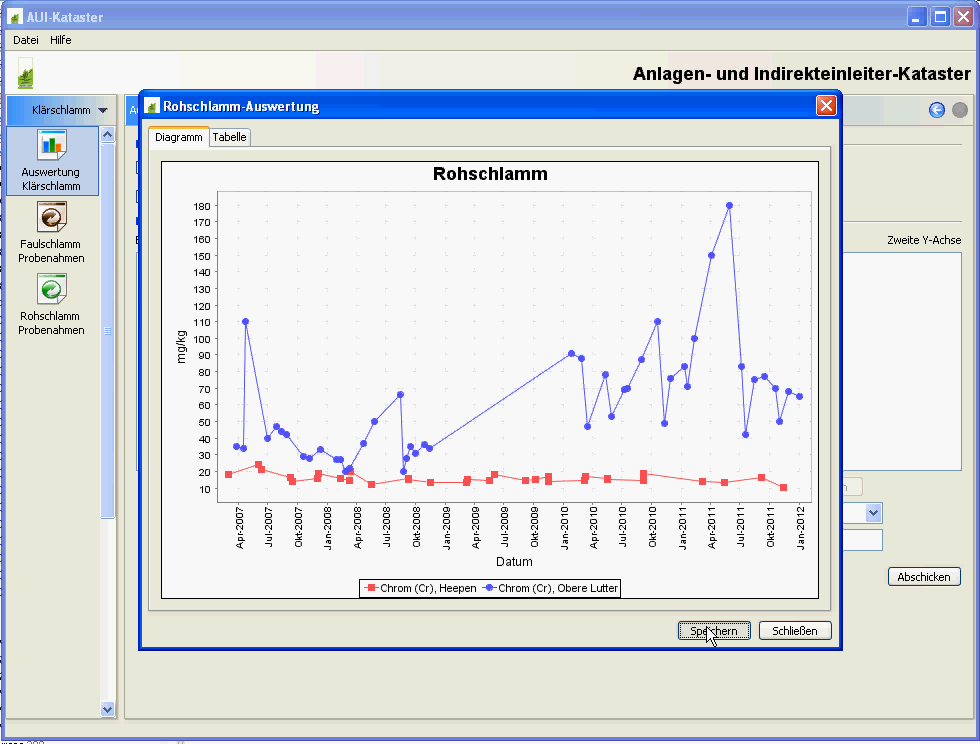 AUI-Kataster
Datei Hilfe
Anlagen- und Indirekteinleiter-Kataster
Klärschlamm
Auswertung
Klärschlamm
Faulschlamm
Probenahmen
Rohschlamm
Probenahmen
Zweite Y-Achse
Abschicken
Rohschlamm-Auswertung
Diagramm Tabelle
Rohschlamm
mg/kg
180
170
160
150
140
130
120
110
100
90
80
70
60
50
40
30
20
10
Apr-2007 Jul-2007 Okt-2007 Jan-2008 Apr-2008 Jul-2008 Okt-2008 Jan-2009 Apr-2009 Jul-2009 Okt-2009 Jan-2010 Apr-2010 Jul-2010 Okt-2010 Jan-2011 Apr-2011 Jul-2011 Okt-2011 Jan-2012
Datum
Chrom (Cr), Heepen Chrom (Cr), Obere Lutter
Speichern Schließen